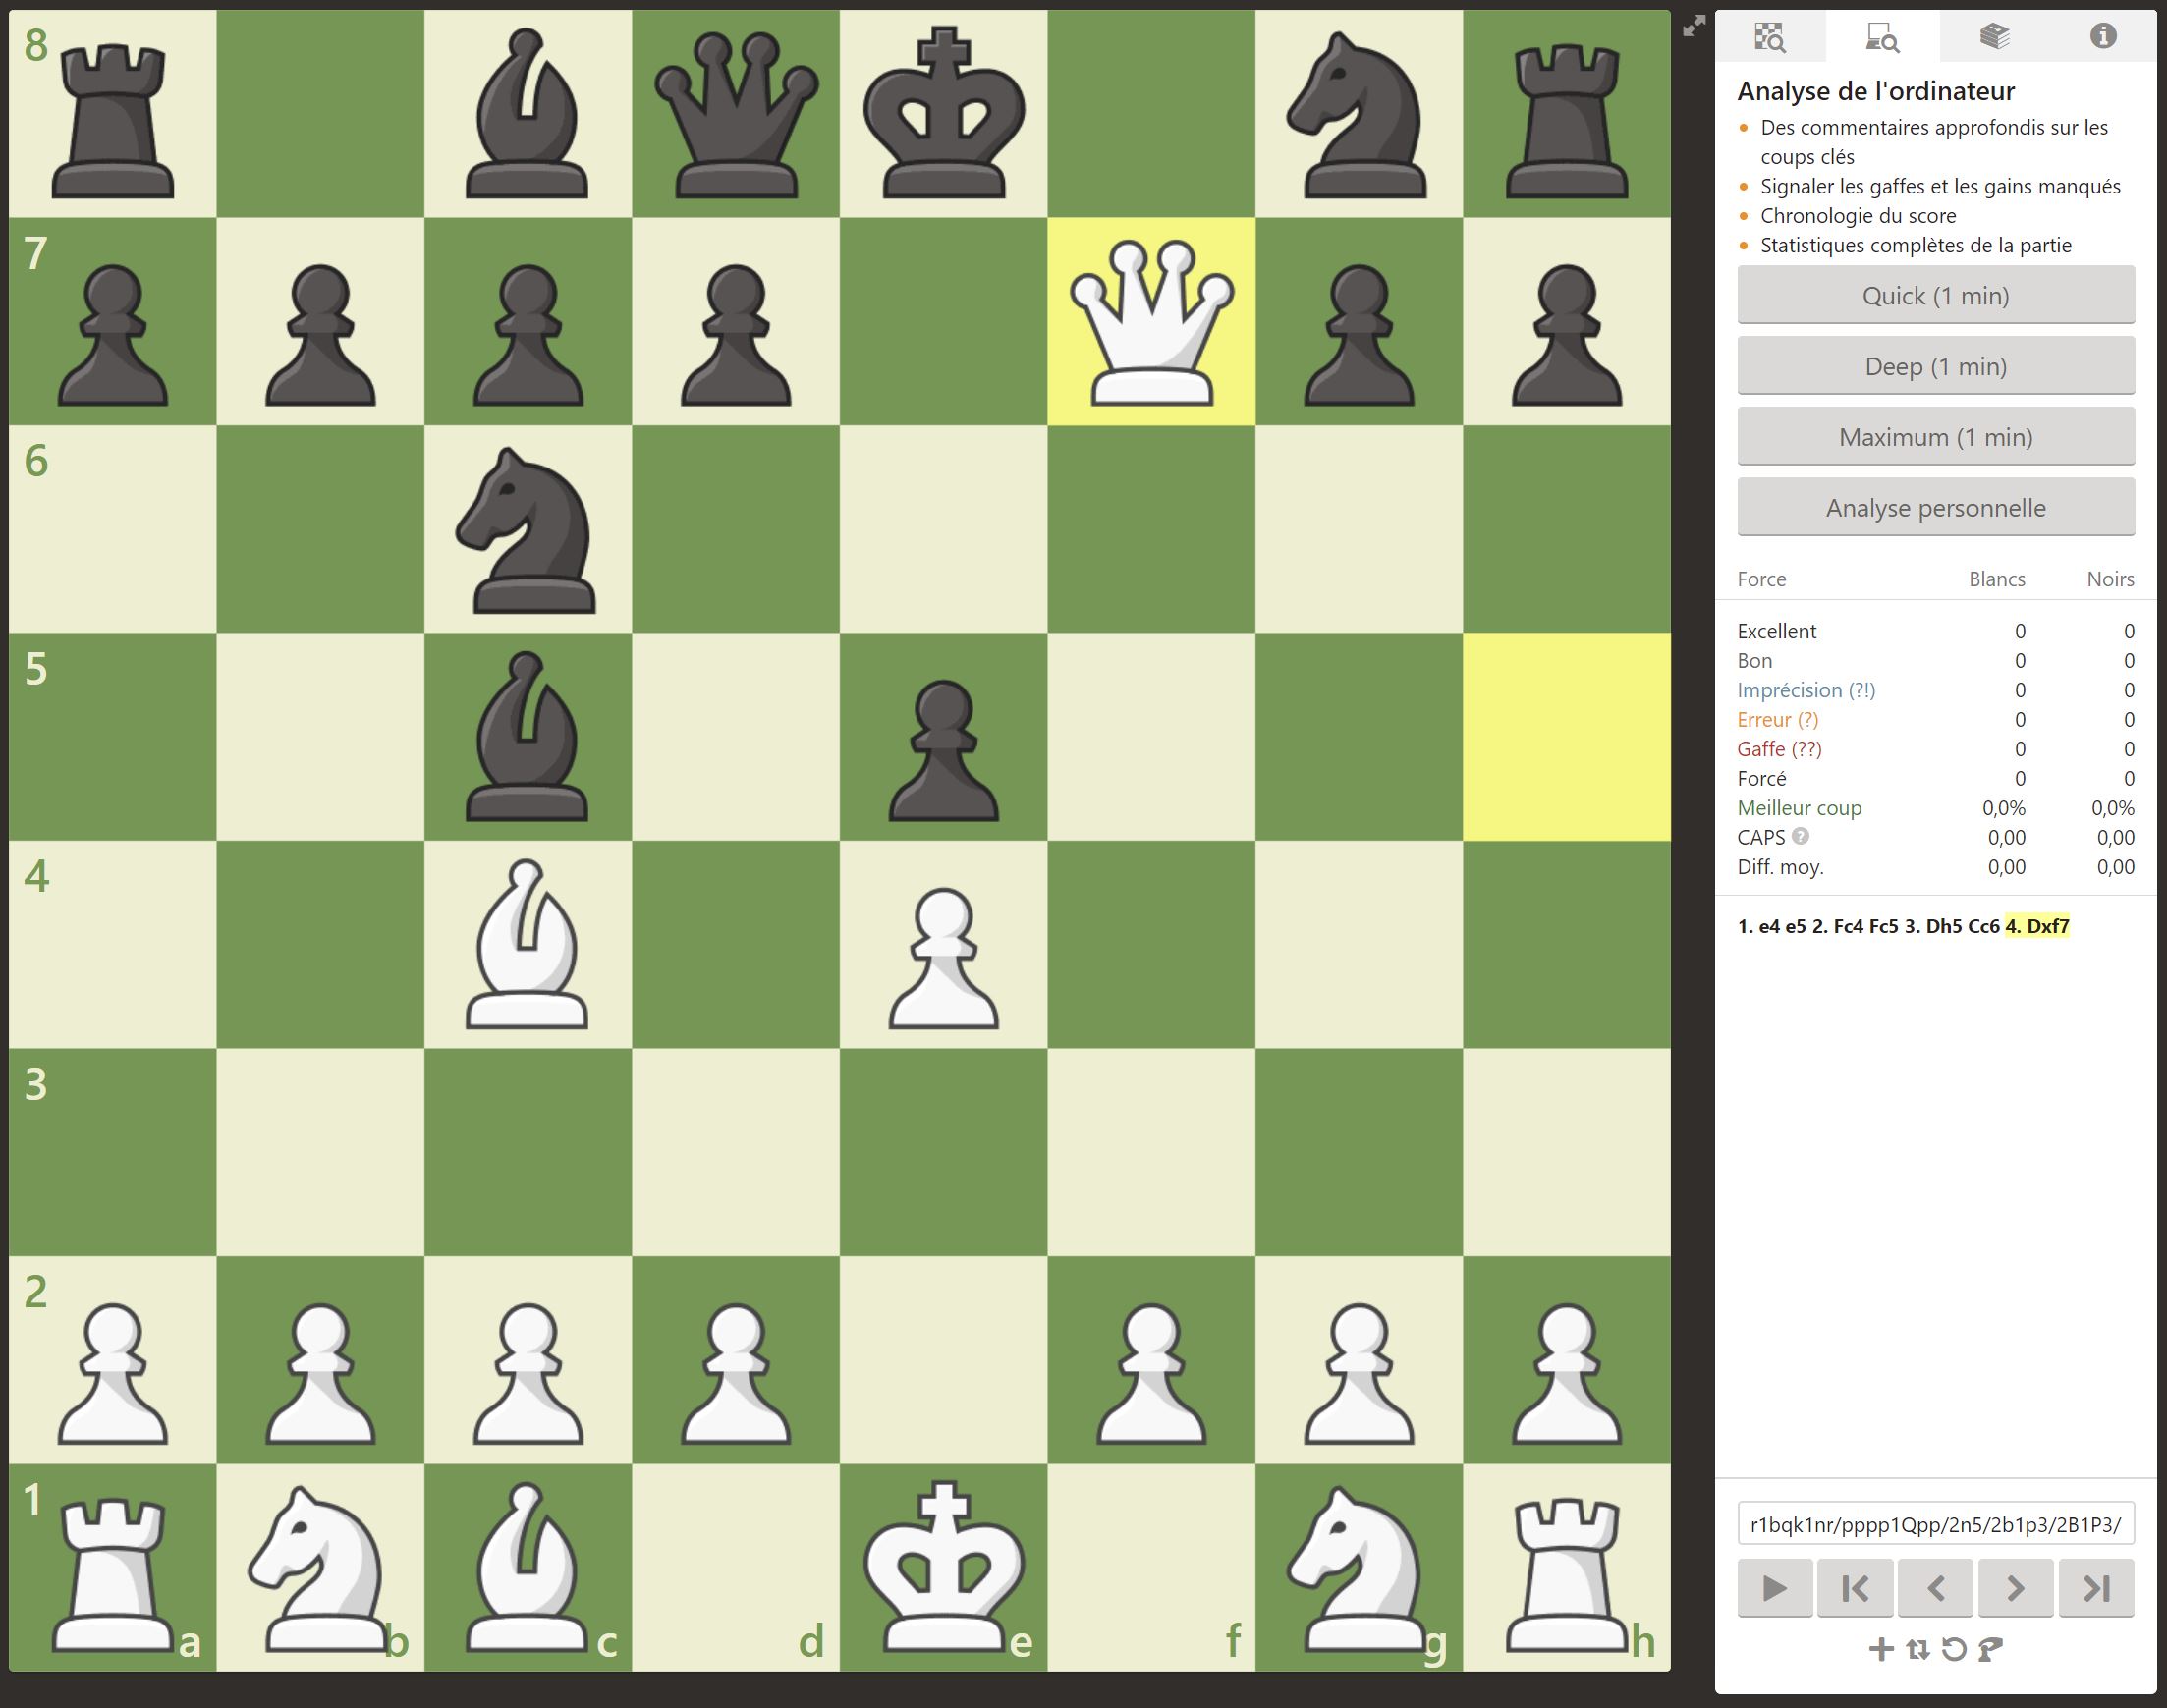 8
7
6
5
4
3
2
1
a b c d e f g h
Analyse de l'ordinateur
Des commentaires approfondis sur les
coups clés
Signaler les gaffes et les gains manqués
Chronologie du score
Statistiques complètes de la partie
Quick (1 min)
Deep (1 min)
Maximum (1 min)
Analyse personnelle
Force Blancs Noirs
Excellent 0 0
Bon 0 0
Imprécision (?!) 0 0
Erreur (?) 0 0
Gaffe (??) 0 0
Forcé 0 0
Meilleur coup 0,0% 0,0%
CAPS ? 0,00 0,00
Diff. moy. 0,00 0,00
1. e4 e5 2. Fc4 Fc5 3. Dh5 Cc6 4. Dxf7
r1bqk1nr/pppp1Qpp/2n5/2b1p3/2B1P3/